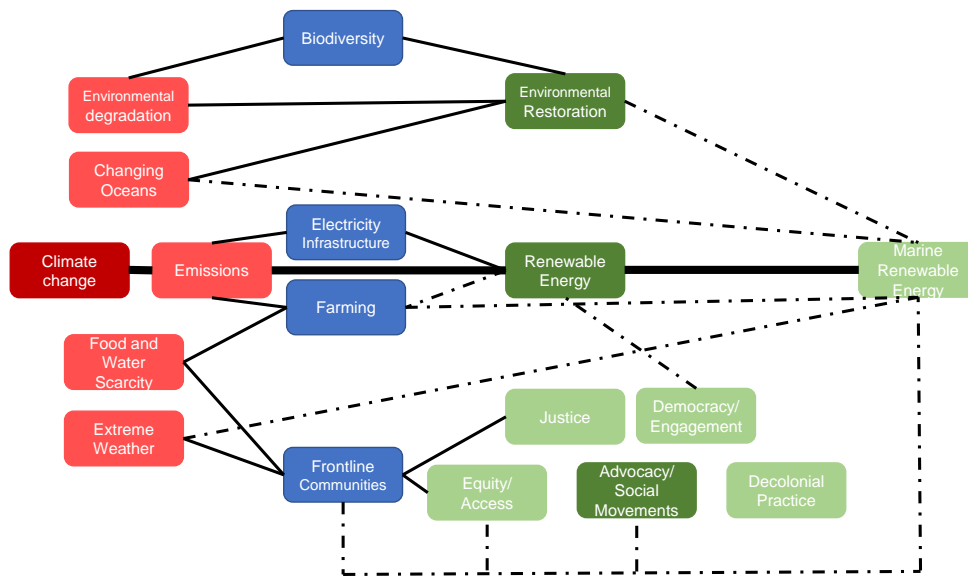 Biodiversity
Environmental
degradation
Environmental
Restoration
Changing
Oceans
Electricity
Infrastructure
Climate
change
Emissions
Renewable
Energy
Marine
Renewable
Energy
Farming
Food and
Water
Scarcity
Extreme
Weather
Justice
Democracy/
Engagement
Frontline
Communities
Equity/
Access
Advocacy/
Social
Movements
Decolonial
Practice